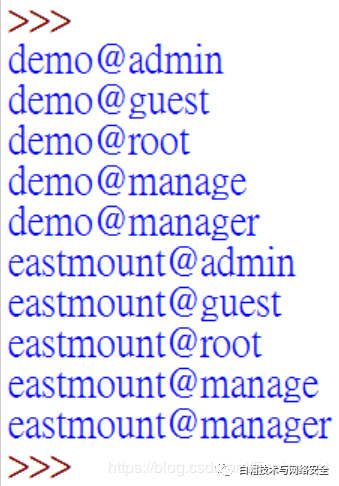 >>>
demo@admin
demo@guest
demo@root
demo@manage
demo@manager
eastmount@admin
eastmount@guest
eastmount@root
eastmount@manage
eastmount@manager
>>>
https://blog.csd
白帽技术与网络安全